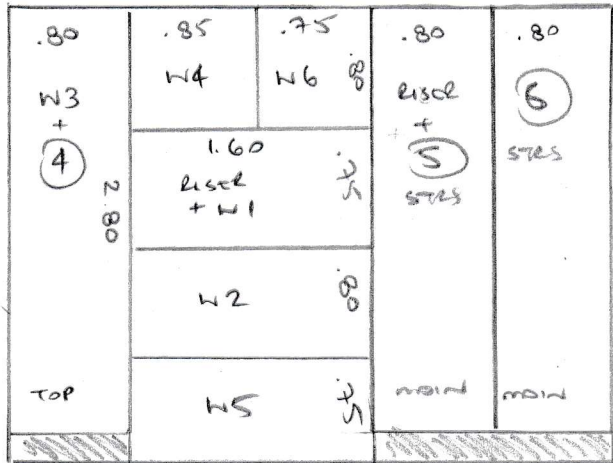 .80
W3
+
4
2.80
TOP
.85
W4
.75
W6
.80
1.60
RISER
+ W1
.75
W2
.80
W5
.75
.80
RISER
+
5
STRS
MAIN
.80
6
STRS
MAIN